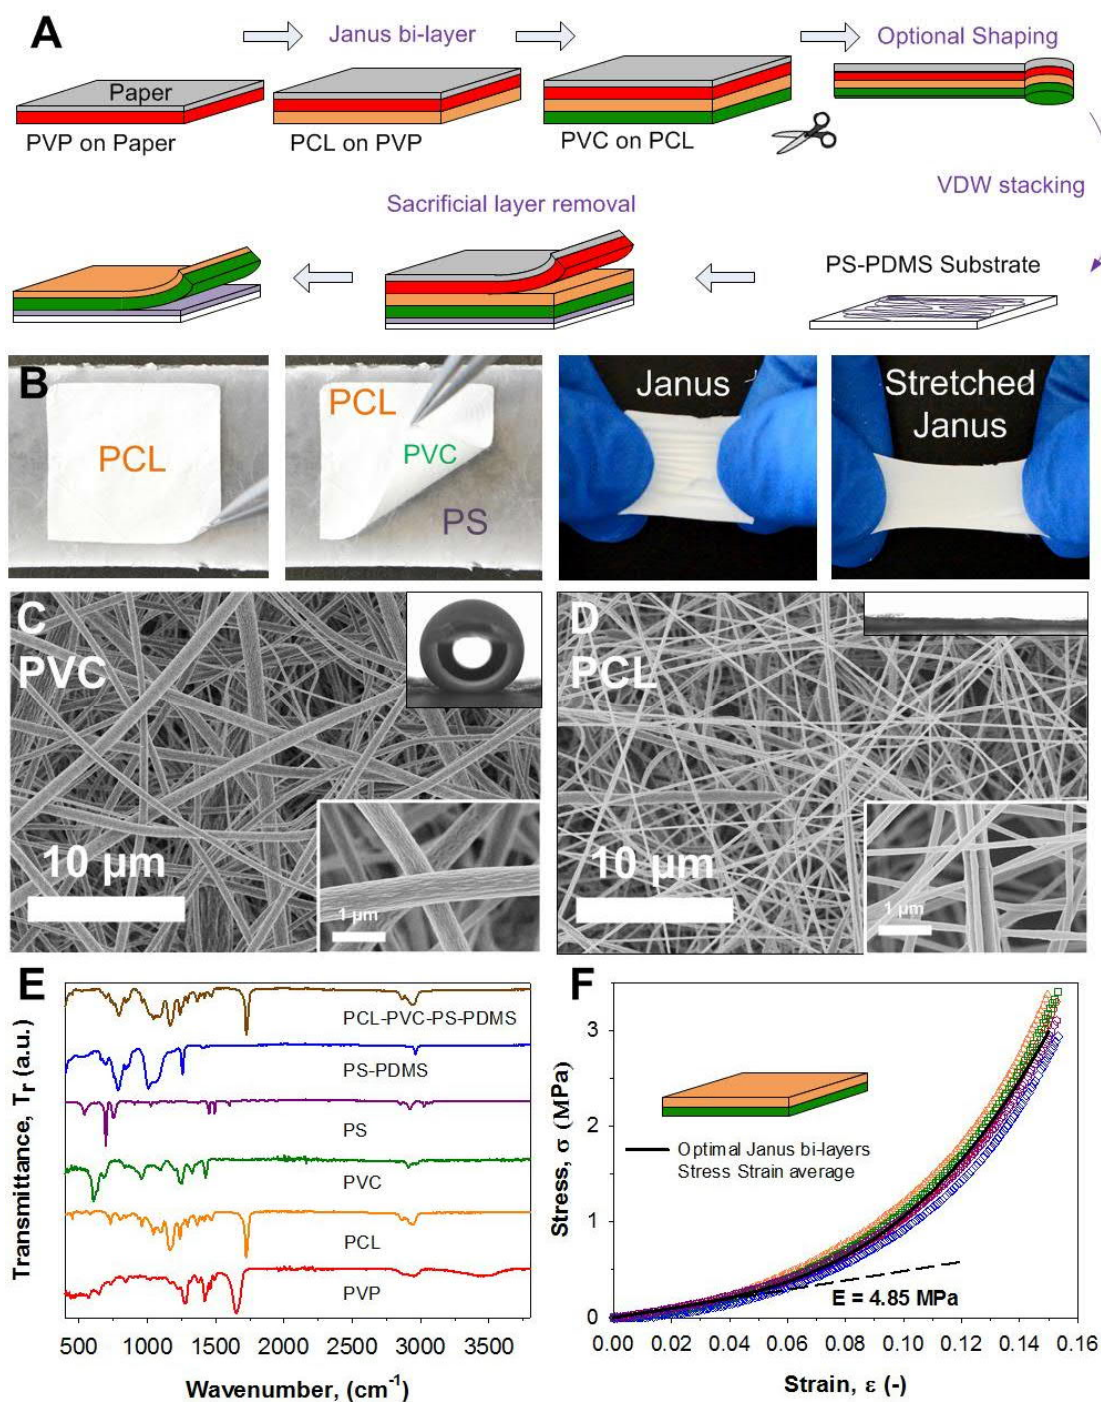 A
Janus bi-layer
Optional Shaping
Paper
PVP on Paper
PCL on PVP
PVC on PCL
VDW stacking
Sacrificial layer removal
PS-PDMS Substrate
B
PCL
PCL
PVC
PS
Janus
Stretched
Janus
C
PVC
10 µm
1 µm
D
PCL
10 µm
1 µm
E
Transmittance, Tr (a.u.)
PCL-PVC-PS-PDMS
PS-PDMS
PS
PVC
PCL
PVP
500 1000 1500 2000 2500 3000 3500
Wavenumber, (cm-1)
F
Stress, σ (MPa)
3
2
1
0
Optimal Janus bi-layers
Stress Strain average
E = 4.85 MPa
0.00 0.02 0.04 0.06 0.08 0.10 0.12 0.14 0.16
Strain, ε (-)